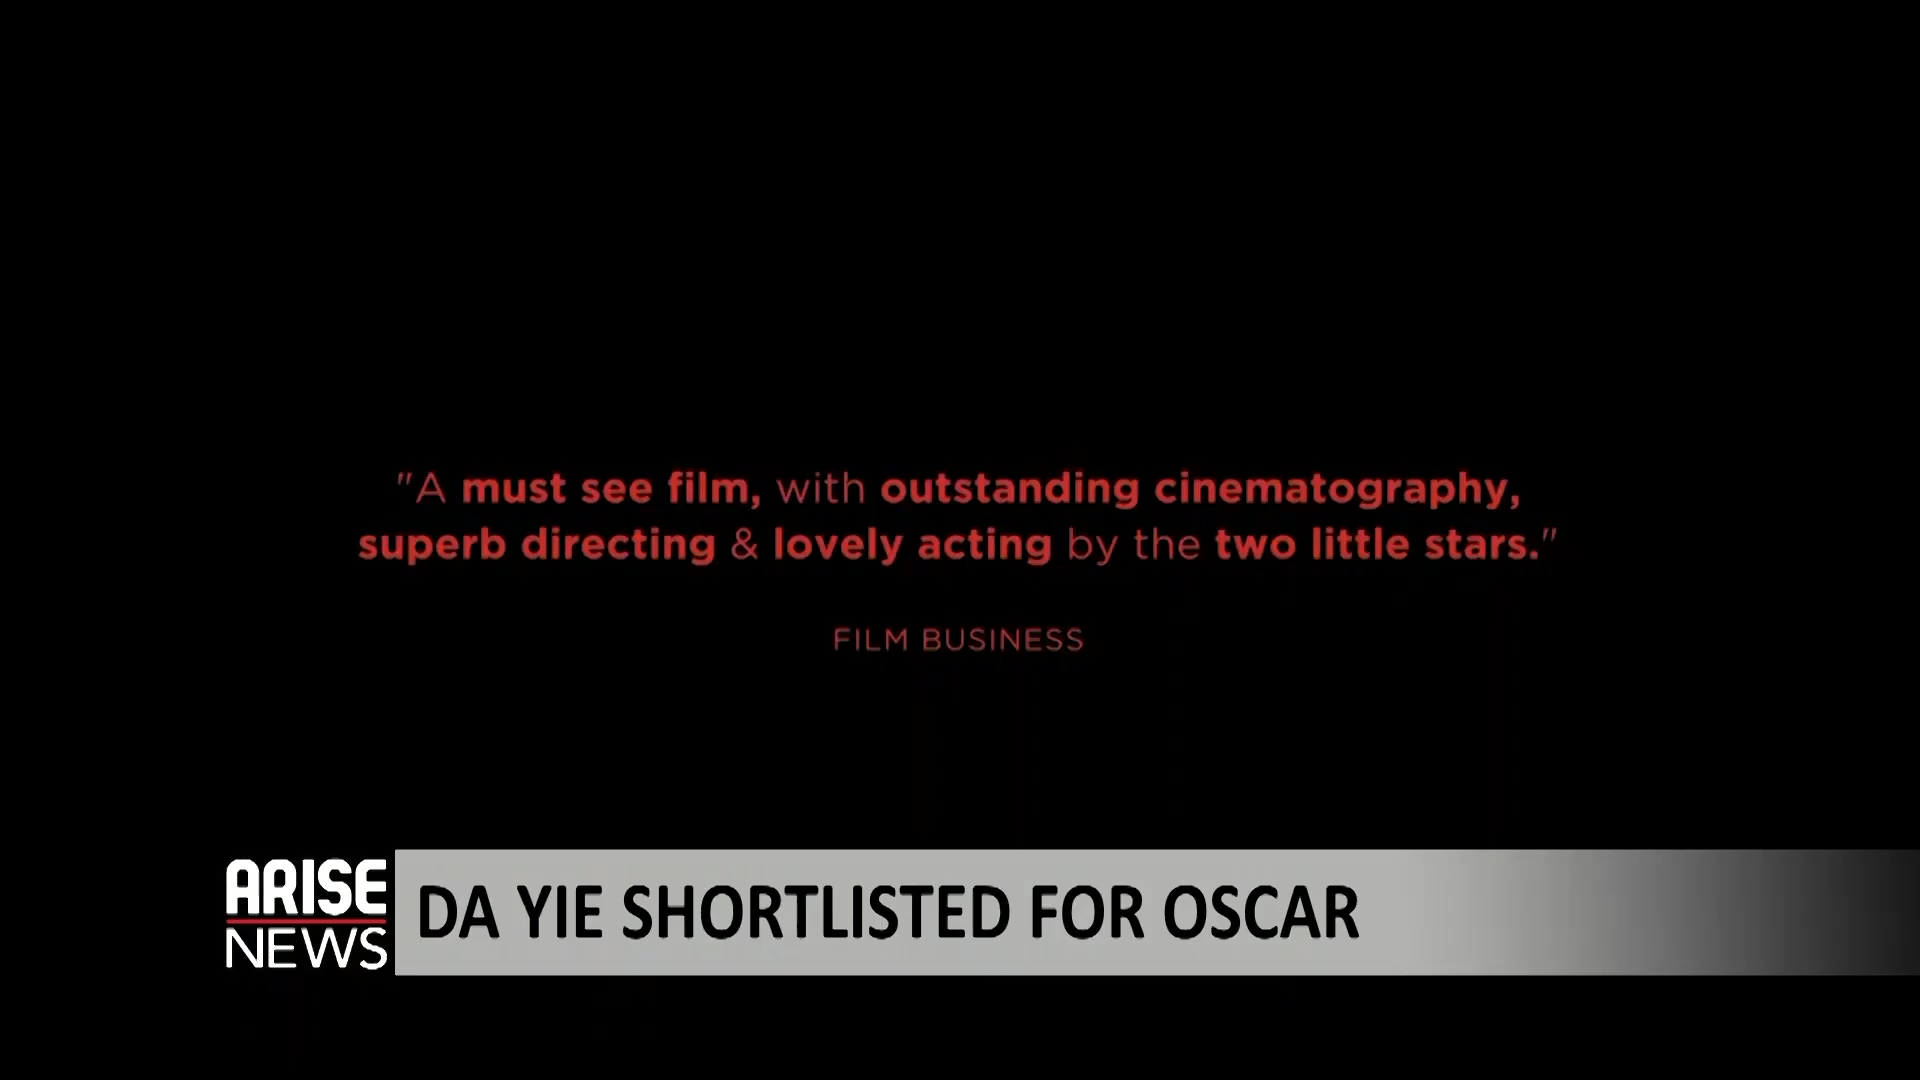 "A must see film, with outstanding cinematography,
superb directing & lovely acting by the two little stars."
FILM BUSINESS
ARISE
NEWS
DA YIE SHORTLISTED FOR OSCAR